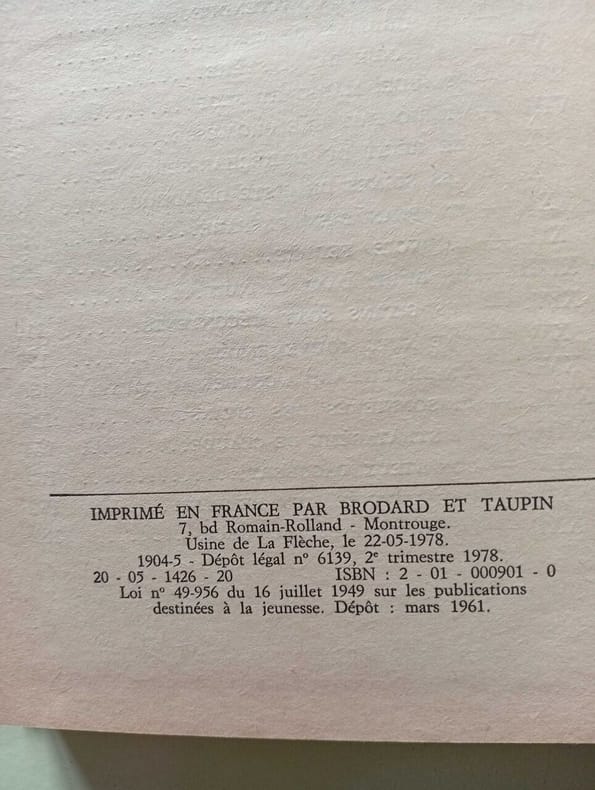 IMPRIMÉ EN FRANCE PAR BRODARD ET TAUPIN
7, bd Romain-Rolland - Montrouge.
Usine de La Flèche, le 22-05-1978.
1904-5 - Dépôt légal nº 6139, 2ᵉ trimestre 1978.
20 - 05 - 1426 - 20 ISBN : 2 - 01 - 000901 - 0
Loi nº 49-956 du 16 juillet 1949 sur les publications
destinées à la jeunesse. Dépôt : mars 1961.